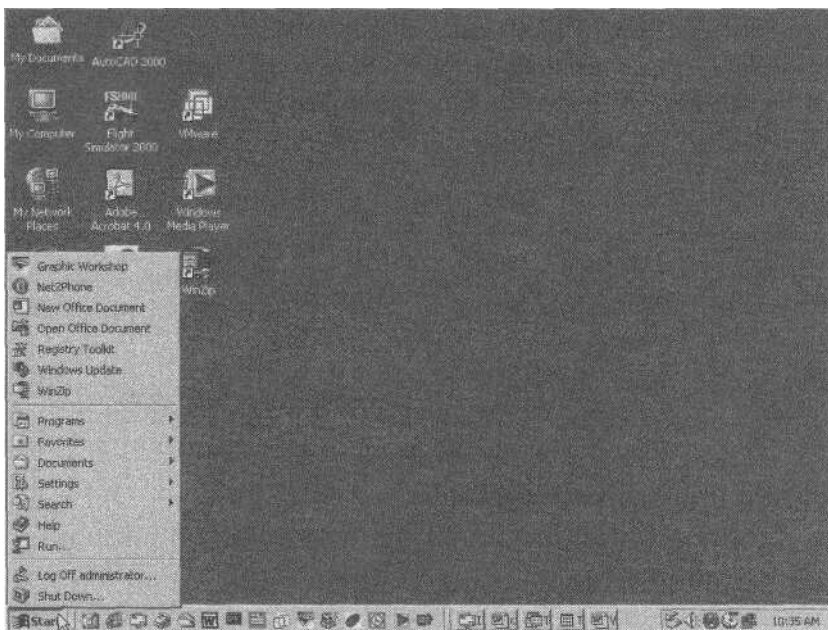 My Documents
AutoCAD 2000
My Computer
FS2000
Flight
Simulator 2000
VMware
My Network
Places
Adobe
Acrobat 4.0
Windows
Media Player
WinZip
Graphic Workshop
Net2Phone
New Office Document
Open Office Document
Registry Toolkit
Windows Update
WinZip
Programs
Favorites
Documents
Settings
Search
Help
Run...
Log Off administrator...
Shut Down...
Start
10:35 AM